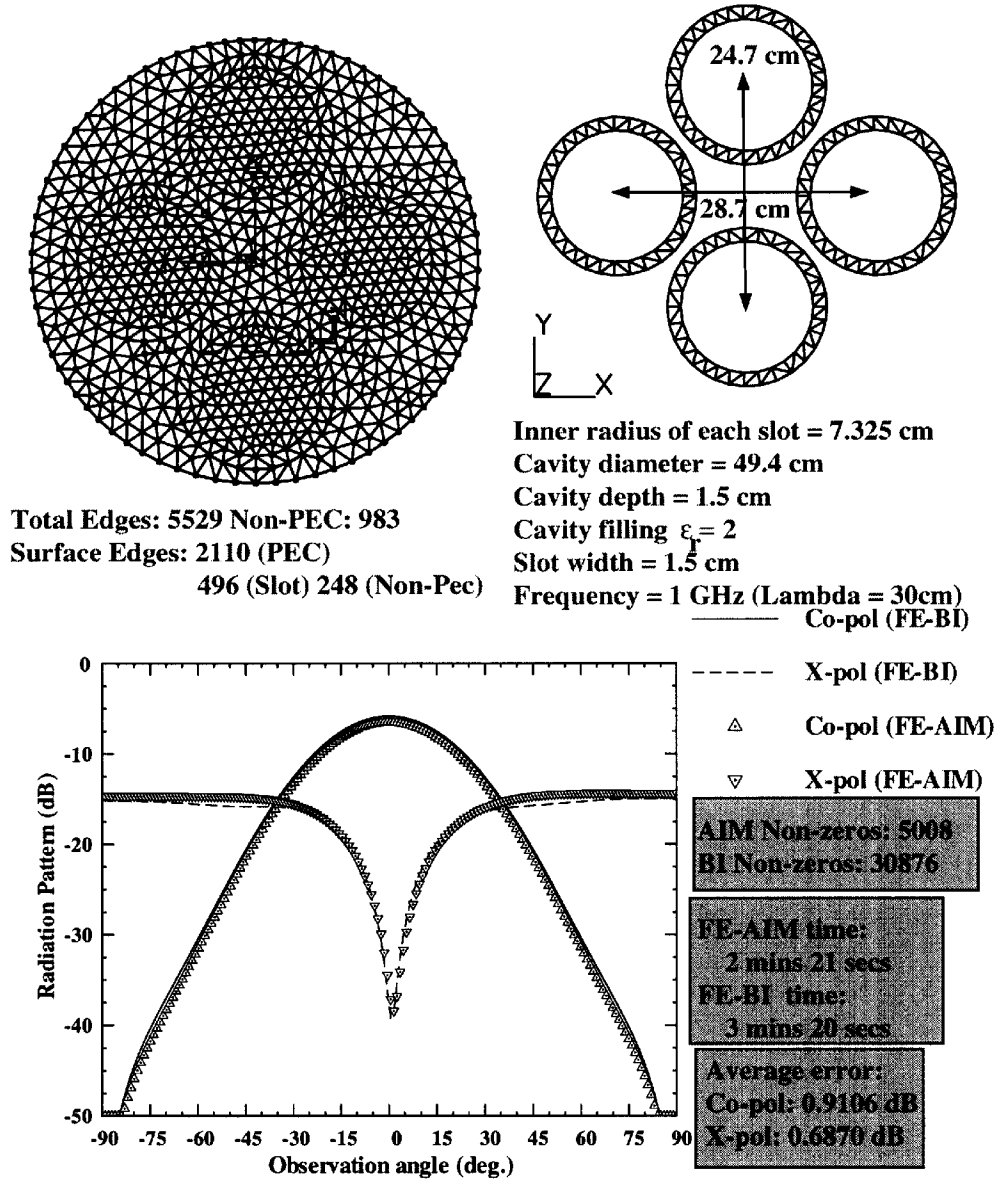 24.7 cm
28.7 cm
Y
Z X
Total Edges: 5529 Non-PEC: 983
Surface Edges: 2110 (PEC)
496 (Slot) 248 (Non-Pec)
Inner radius of each slot = 7.325 cm
Cavity diameter = 49.4 cm
Cavity depth = 1.5 cm
Cavity filling εr = 2
Slot width = 1.5 cm
Frequency = 1 GHz (Lambda = 30cm)
Co-pol (FE-BI)
X-pol (FE-BI)
Co-pol (FE-AIM)
X-pol (FE-AIM)
AIM Non-zeros: 5008
BI Non-zeros: 30876
FE-AIM time:
2 mins 21 secs
FE-BI time:
3 mins 20 secs
Average error:
Co-pol: 0.9106 dB
X-pol: 0.6870 dB
Radiation Pattern (dB)
0
-10
-20
-30
-40
-50
-90 -75 -45 -30 -15 0 15 30 45 60 75 90
Observation angle (deg.)